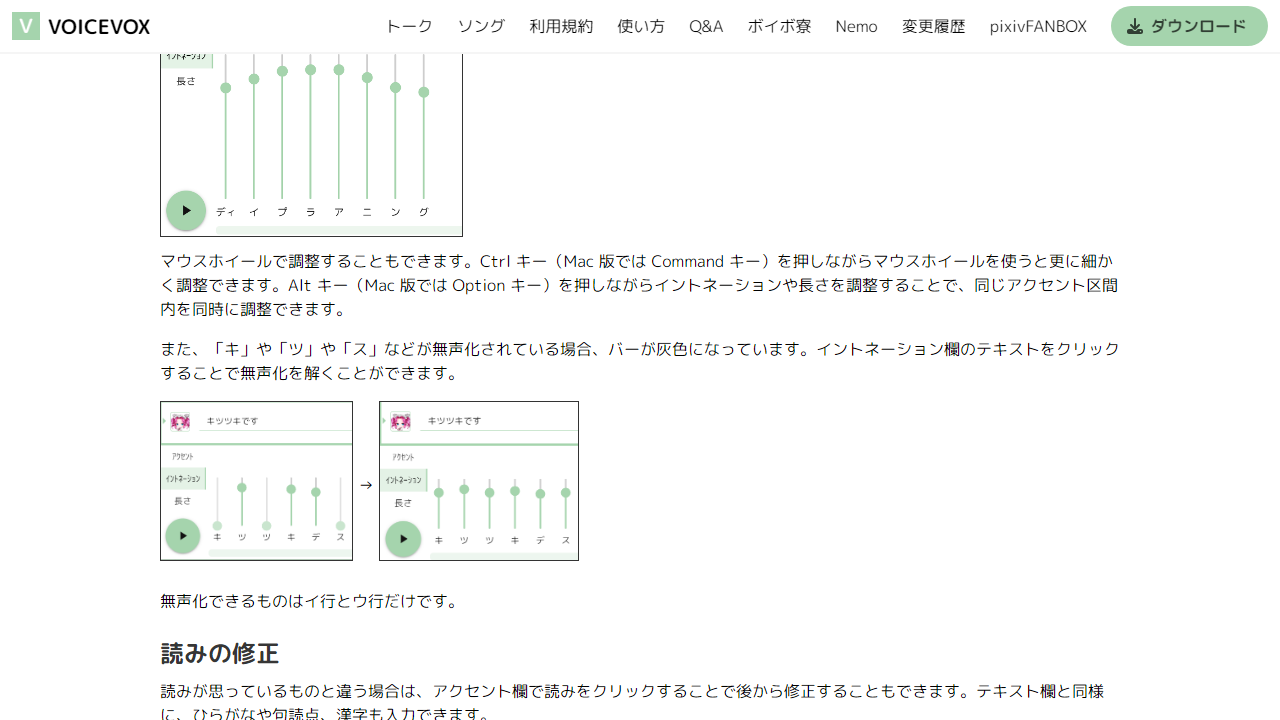 V VOICEVOX トーク ソング 利用規約 使い方 Q&A ボイボ寮 Nemo 変更履歴 pixivFANBOX ダウンロード
イントネーション
長さ
ディ イ プ ラ ア ニ ン グ
マウスホイールで調整することもできます。Ctrl キー（Mac 版では Command キー）を押しながらマウスホイールを使うと更に細か
く調整できます。Alt キー（Mac 版では Option キー）を押しながらイントネーションや長さを調整することで、同じアクセント区間
内を同時に調整できます。
また、「キ」や「ツ」や「ス」などが無声化されている場合、バーが灰色になっています。イントネーション欄のテキストをクリック
することで無声化を解くことができます。
キツツキです
アクセント
イントネーション
長さ
キ ツ ツ キ デ ス
→
キツツキです
アクセント
イントネーション
長さ
キ ツ ツ キ デ ス
無声化できるものはイ行とウ行だけです。
読みの修正
読みが思っているものと違う場合は、アクセント欄で読みをクリックすることで後から修正することもできます。テキスト欄と同様
に、ひらがなや句読点、漢字も入力できます。